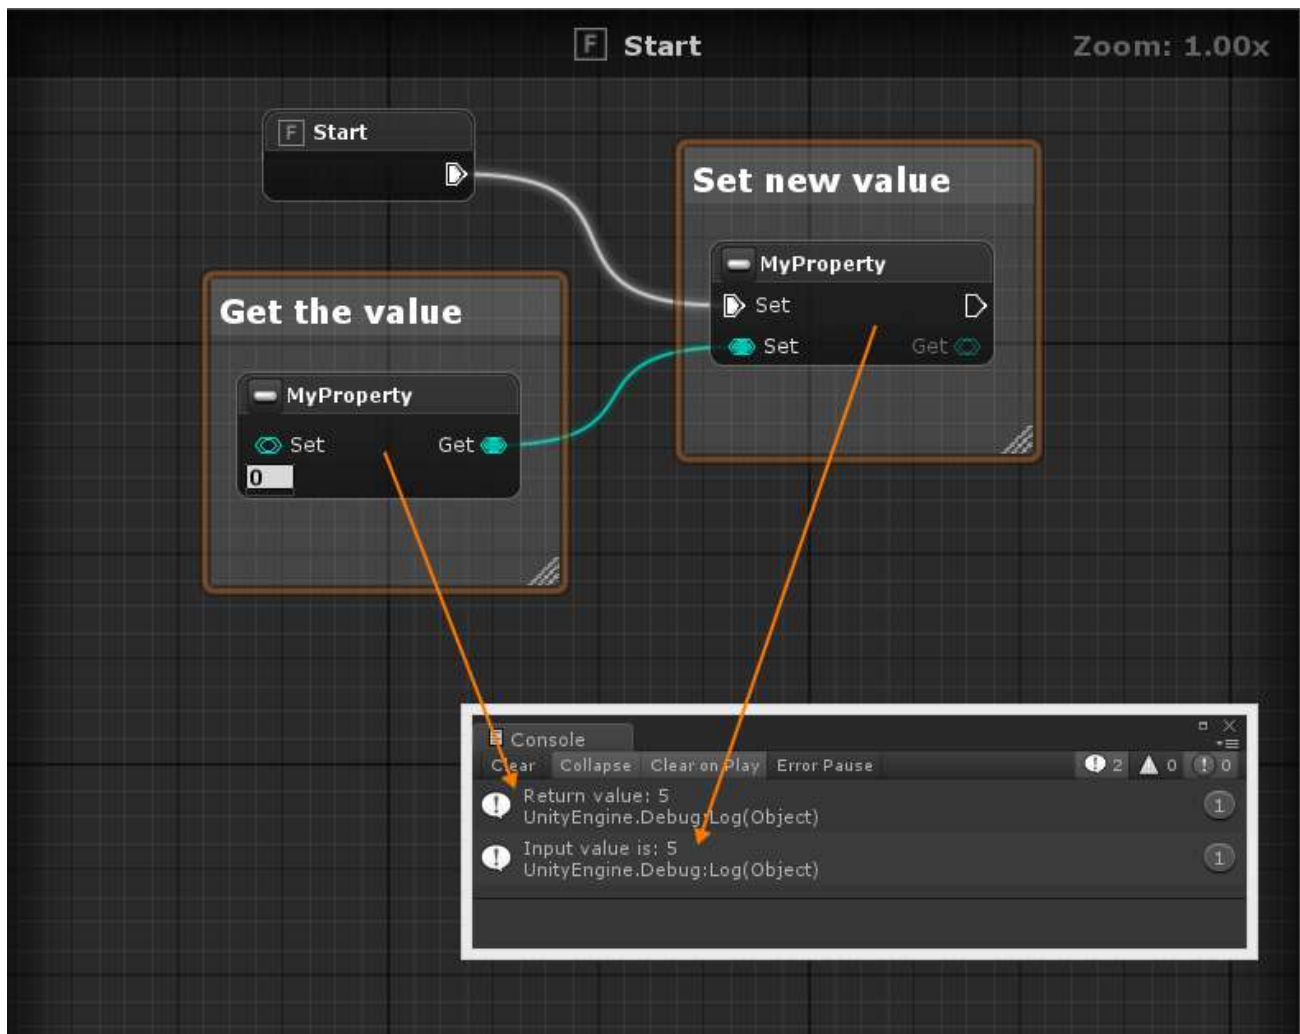 F Start
Zoom: 1.00x
F Start
Set new value
MyProperty
Set
Set Get
Get the value
MyProperty
Set Get
0
Console
Clear Collapse Clear on Play Error Pause 2 0 0
Return value: 5
UnityEngine.Debug:Log(Object)
1
Input value is: 5
UnityEngine.Debug:Log(Object)
1